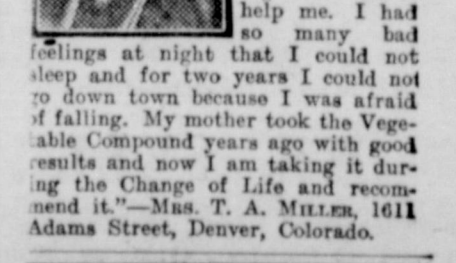 help me. I had
so many bad
feelings at night that I could not
sleep and for two years I could not
go down town because I was afraid
of falling. My mother took the Vege-
table Compound years ago with good
results and now I am taking it dur-
ing the Change of Life and recom-
mend it."—MRS. T. A. MILLER, 1611
Adams Street, Denver, Colorado.